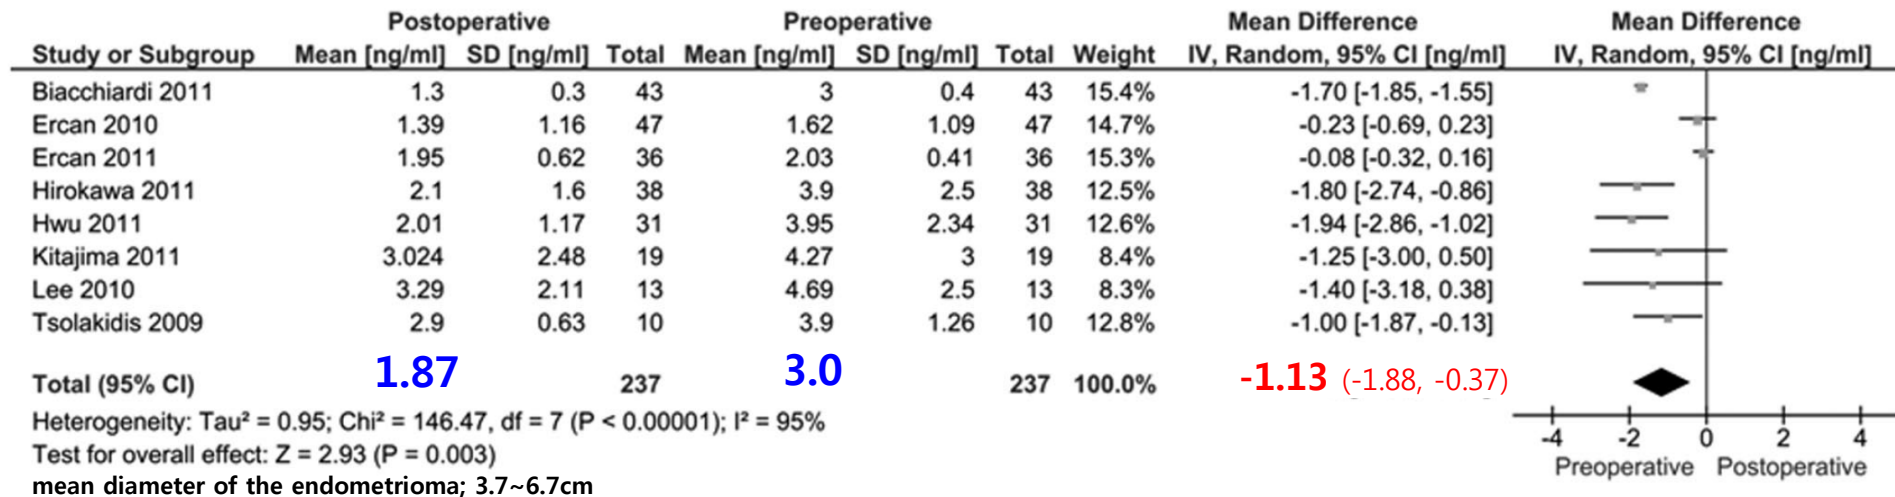 Postoperative Preoperative Mean Difference Mean Difference
Study or Subgroup Mean [ng/ml] SD [ng/ml] Total Mean [ng/ml] SD [ng/ml] Total Weight IV, Random, 95% CI [ng/ml] IV, Random, 95% CI [ng/ml]
Biacchiardi 2011 1.3 0.3 43 3 0.4 43 15.4% -1.70 [-1.85, -1.55]
Ercan 2010 1.39 1.16 47 1.62 1.09 47 14.7% -0.23 [-0.69, 0.23]
Ercan 2011 1.95 0.62 36 2.03 0.41 36 15.3% -0.08 [-0.32, 0.16]
Hirokawa 2011 2.1 1.6 38 3.9 2.5 38 12.5% -1.80 [-2.74, -0.86]
Hwu 2011 2.01 1.17 31 3.95 2.34 31 12.6% -1.94 [-2.86, -1.02]
Kitajima 2011 3.024 2.48 19 4.27 3 19 8.4% -1.25 [-3.00, 0.50]
Lee 2010 3.29 2.11 13 4.69 2.5 13 8.3% -1.40 [-3.18, 0.38]
Tsolakidis 2009 2.9 0.63 10 3.9 1.26 10 12.8% -1.00 [-1.87, -0.13]
Total (95% CI) 1.87 237 3.0 237 100.0% -1.13 (-1.88, -0.37)
Heterogeneity: Tau² = 0.95; Chi² = 146.47, df = 7 (P < 0.00001); I² = 95%
-4 -2 0 2 4
Test for overall effect: Z = 2.93 (P = 0.003)
Preoperative Postoperative
mean diameter of the endometrioma; 3.7~6.7cm